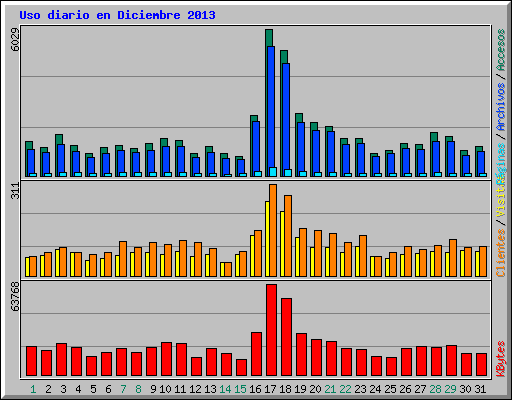 Uso diario en Diciembre 2013
6029
311
63768
Accesos / Archivos / Páginas
Clientes / Visitas
KBytes
1 2 3 4 5 6 7 8 9 10 11 12 13 14 15 16 17 18 19 20 21 22 23 24 25 26 27 28 29 30 31